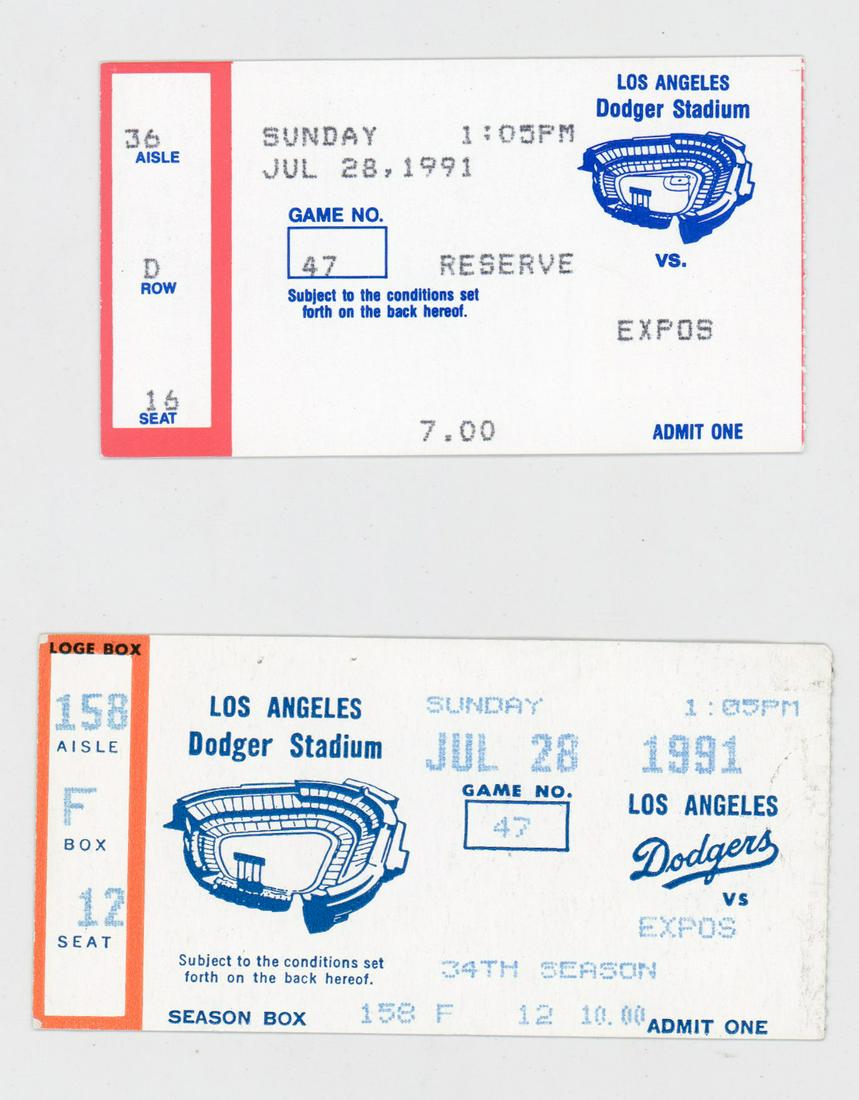 36
AISLE
D
ROW
16
SEAT
SUNDAY 1:05PM
JUL 28,1991
GAME NO.
47 RESERVE
Subject to the conditions set
forth on the back hereof.
7.00
LOS ANGELES
Dodger Stadium
VS.
EXPOS
ADMIT ONE
LOGE BOX
158
AISLE
F
BOX
12
SEAT
LOS ANGELES
Dodger Stadium
Subject to the conditions set
forth on the back hereof.
SUNDAY 1:05PM
JUL 28 1991
GAME NO.
47
LOS ANGELES
Dodgers
VS
EXPOS
34TH SEASON
SEASON BOX 158 F 12 10.00 ADMIT ONE